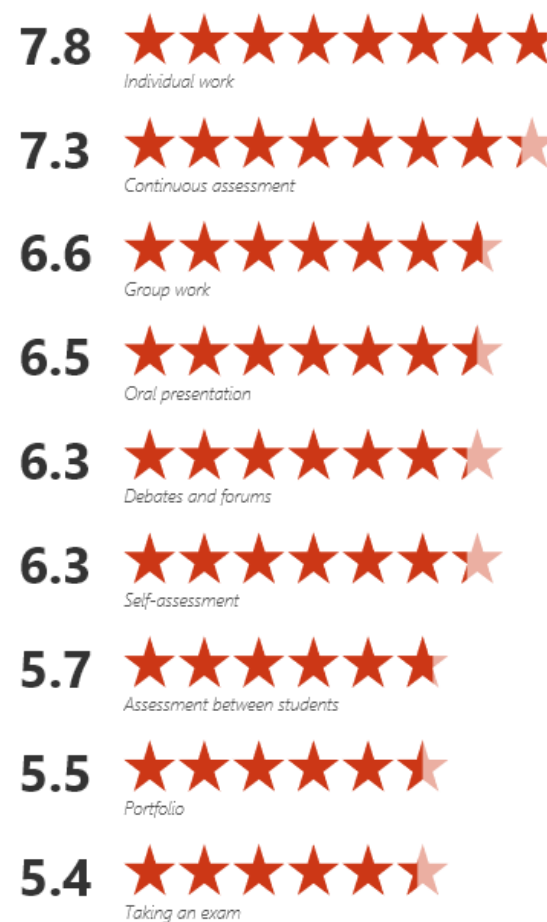 7.8
Individual work
7.3
Continuous assessment
6.6
Group work
6.5
Oral presentation
6.3
Debates and forums
6.3
Self-assessment
5.7
Assessment between students
5.5
Portfolio
5.4
Taking an exam